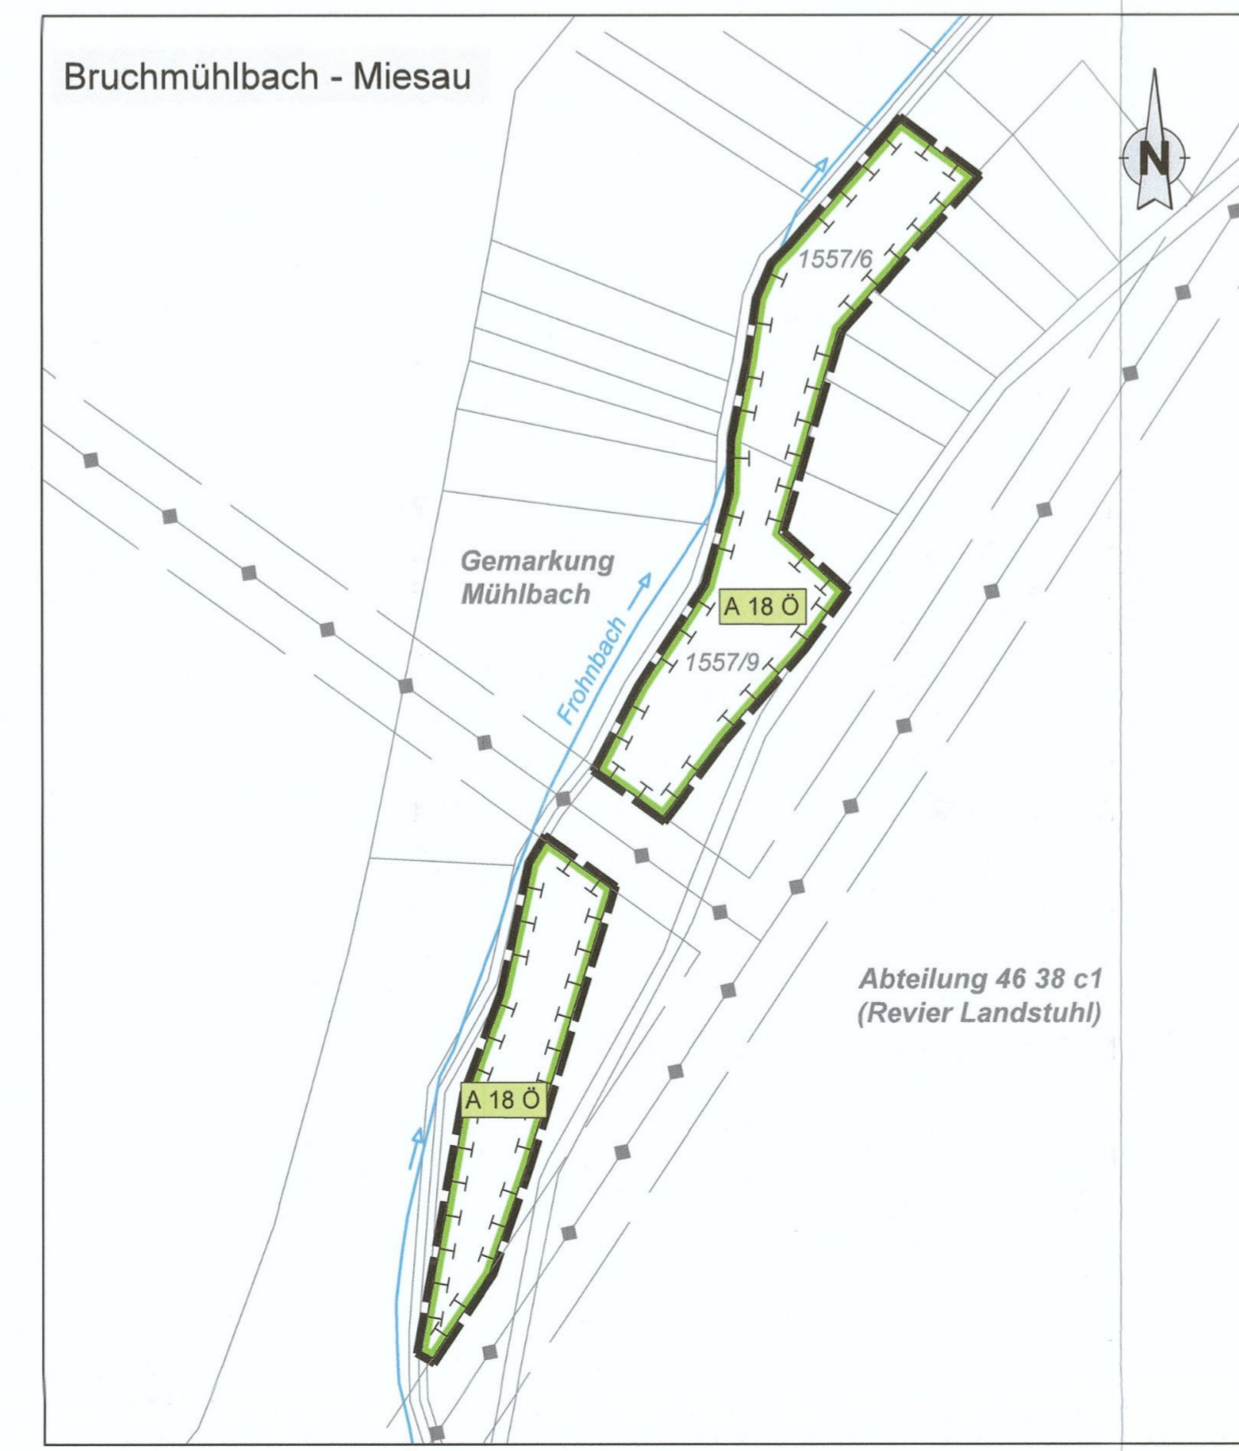 Bruchmühlbach - Miesau
N
1557/6
Gemarkung
Mühlbach
A 18 Ö
Frohnbach
1557/9
Abteilung 46 38 c1
(Revier Landstuhl)
A 18 Ö